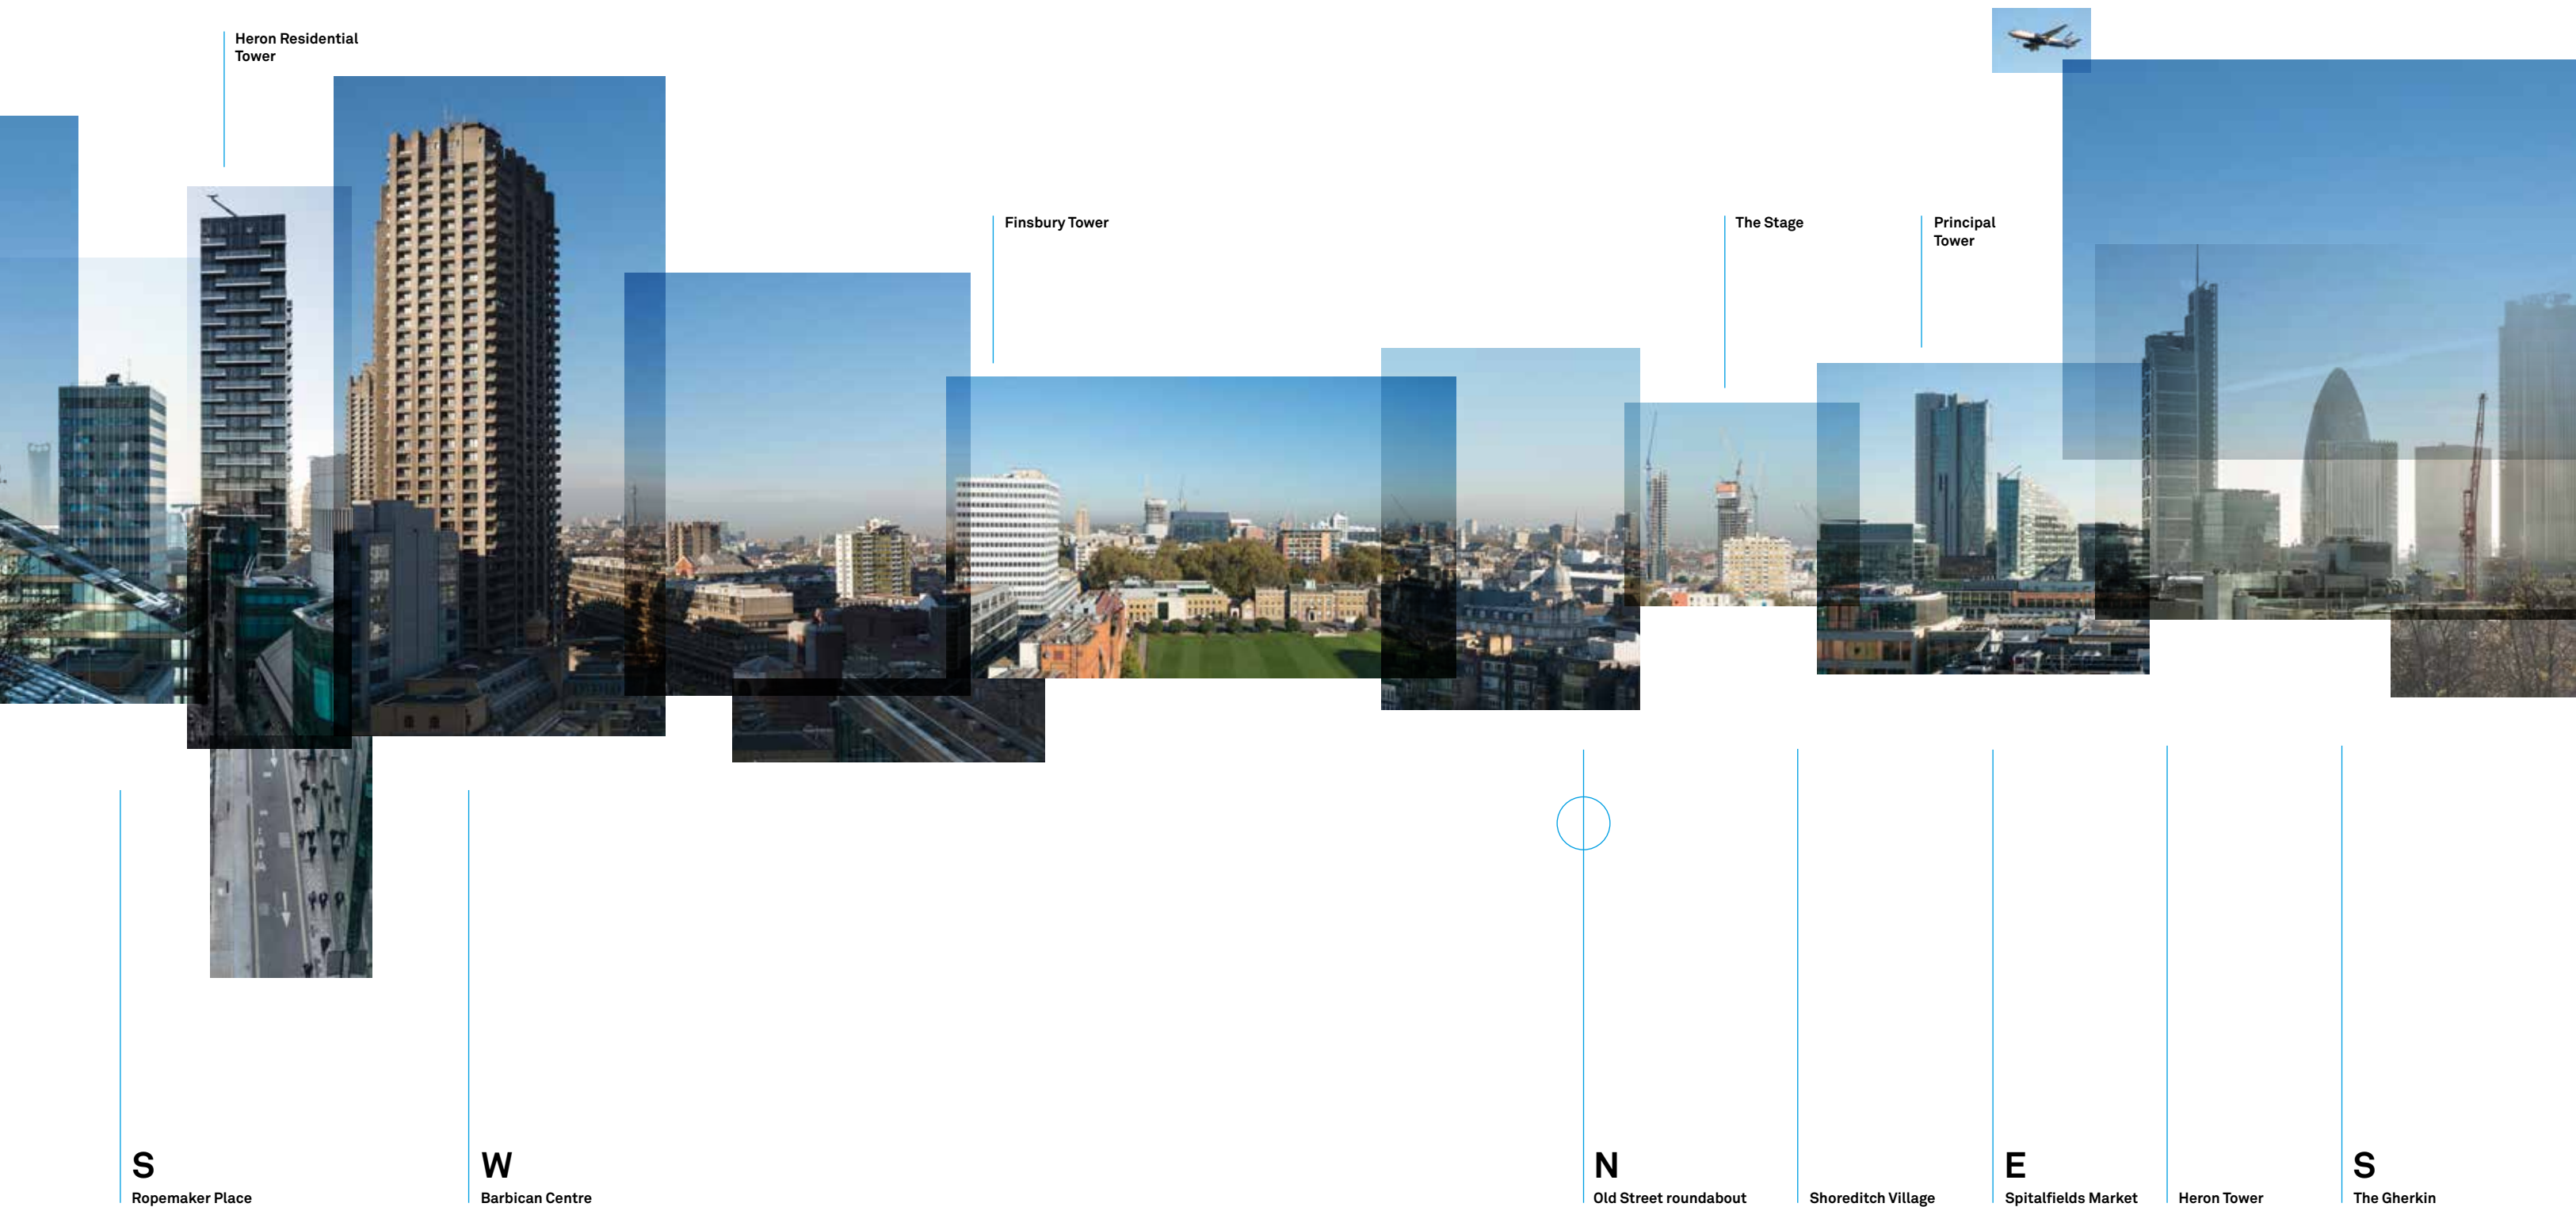 Heron Residential
Tower
Finsbury Tower
The Stage
Principal
Tower
S
Ropemaker Place
W
Barbican Centre
N
Old Street roundabout
Shoreditch Village
E
Spitalfields Market
Heron Tower
S
The Gherkin